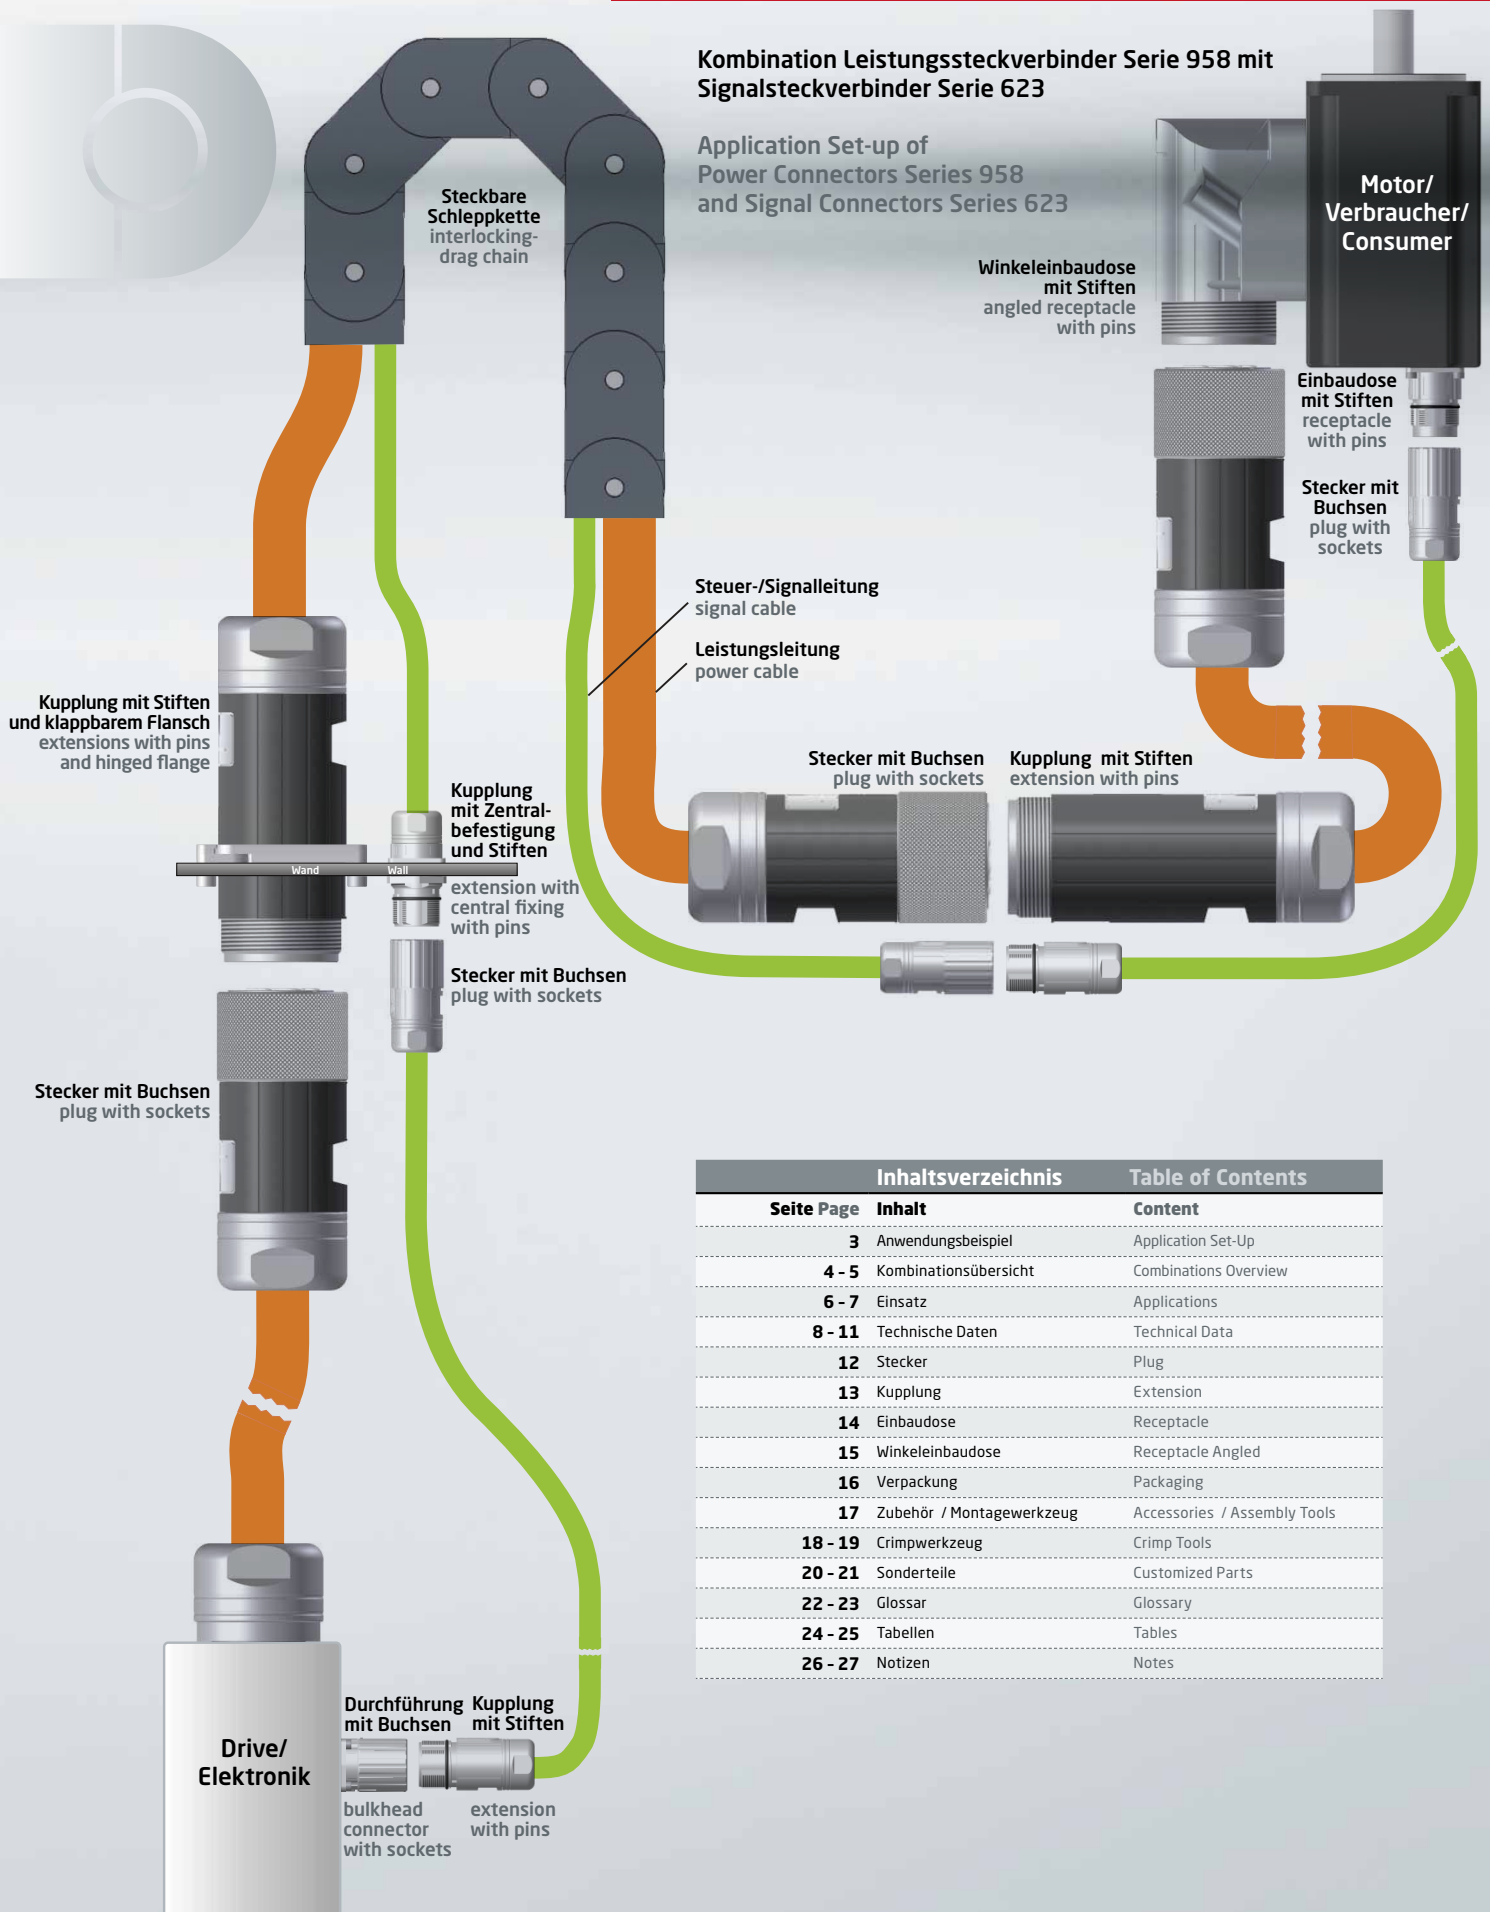 Kombination Leistungssteckverbinder Serie 958 mit
Signalsteckverbinder Serie 623
Application Set-up of
Power Connectors Series 958
and Signal Connectors Series 623
Steckbare
Schleppkette
interlocking-
drag chain
Motor/
Verbraucher/
Consumer
Winkeleinbaudose
mit Stiften
angled receptacle
with pins
Einbaudose
mit Stiften
receptacle
with pins
Stecker mit
Buchsen
plug with
sockets
Steuer-/Signalleitung
signal cable
Leistungsleitung
power cable
Kupplung mit Stiften
und klappbarem Flansch
extensions with pins
and hinged flange
Stecker mit Buchsen
plug with sockets
Kupplung  mit Stiften
extension with pins
Kupplung
mit Zentral-
befestigung
und Stiften
Wand
Wall
extension with
central fixing
with pins
Stecker mit Buchsen
plug with sockets
Stecker mit Buchsen
plug with sockets
Inhaltsverzeichnis Table of Contents
Seite Page Inhalt Content
3 Anwendungsbeispiel Application Set-Up
4 – 5 Kombinationsübersicht Combinations Overview
6 – 7 Einsatz Applications
8 – 11 Technische Daten Technical Data
12 Stecker Plug
13 Kupplung Extension
14 Einbaudose Receptacle
15 Winkeleinbaudose Receptacle Angled
16 Verpackung Packaging
17 Zubehör / Montagewerkzeug Accessories / Assembly Tools
18 – 19 Crimpwerkzeug Crimp Tools
20 – 21 Sonderteile Customized Parts
22 – 23 Glossar Glossary
24 – 25 Tabellen Tables
26 – 27 Notizen Notes
Durchführung
mit Buchsen
Kupplung
mit Stiften
Drive/
Elektronik
bulkhead
connector
with sockets
extension
with pins